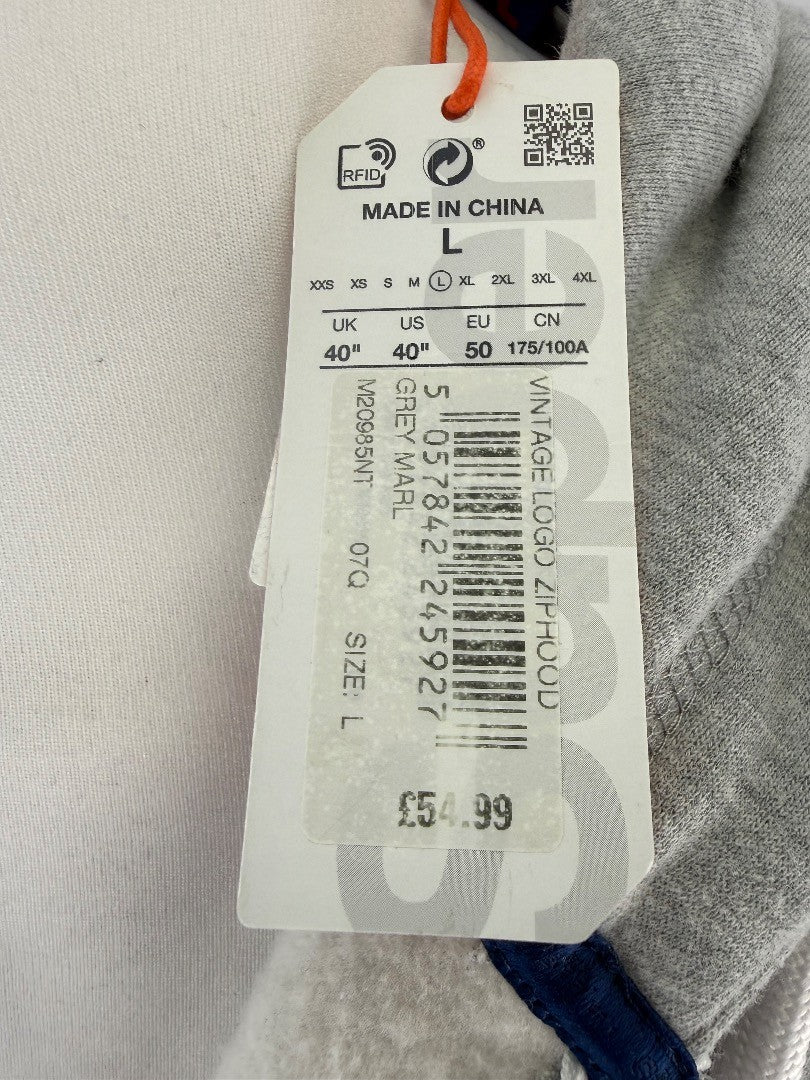 RFID
®
MADE IN CHINA
L
XXS XS S M L XL 2XL 3XL 4XL
UK US EU CN
40" 40" 50 175/100A
VINTAGE LOGO ZIPHOOD
5 057842 245927
GREY MARL
M20985NT 07Q SIZE: L
£54.99